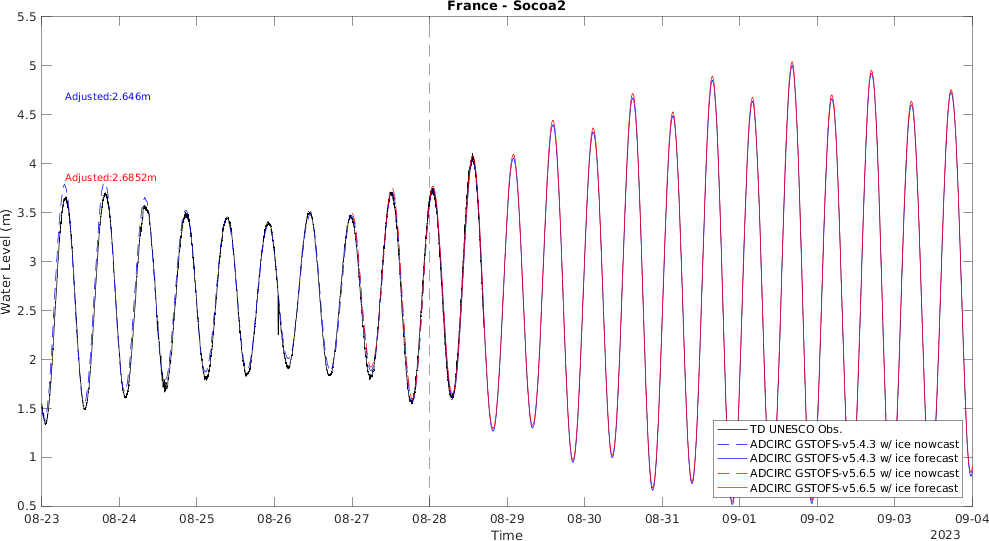 France - Socoa2
Water Level (m)
5.5
5
4.5
4
3.5
3
2.5
2
1.5
1
0.5
Adjusted:2.646m
Adjusted:2.6852m
TD UNESCO Obs.
ADCIRC GSTOFS-v5.4.3 w/ ice nowcast
ADCIRC GSTOFS-v5.4.3 w/ ice forecast
ADCIRC GSTOFS-v5.6.5 w/ ice nowcast
ADCIRC GSTOFS-v5.6.5 w/ ice forecast
08-23 08-24 08-25 08-26 08-27 08-28 08-29 08-30 08-31 09-01 09-02 09-03 09-04
Time
2023